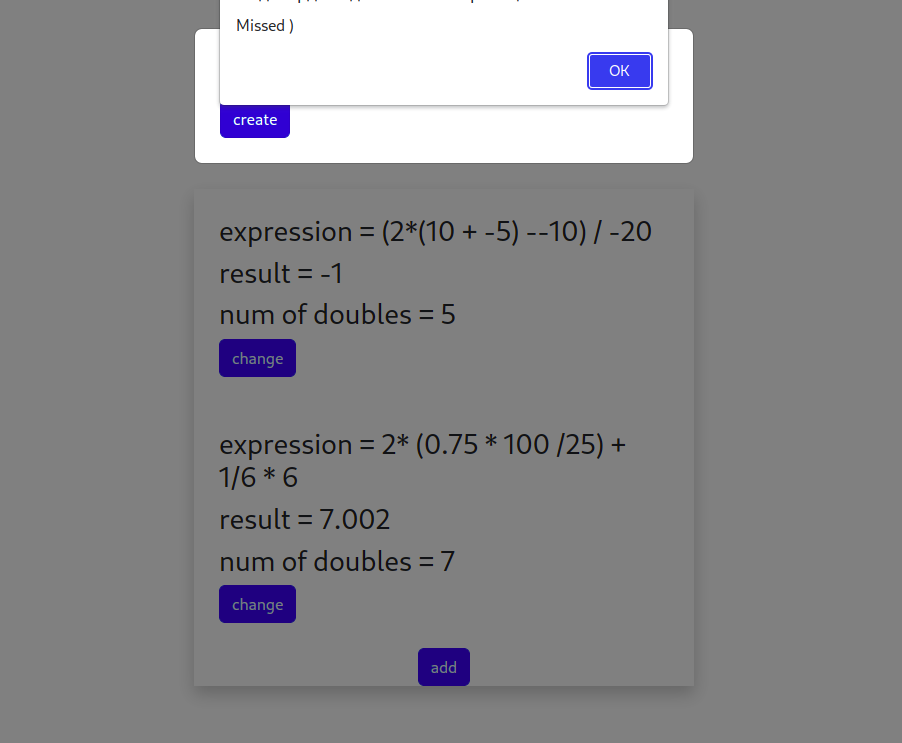 Missed )
OK
create
expression = (2*(10 + -5) --10) / -20
result = -1
num of doubles = 5
change
expression = 2* (0.75 * 100 /25) +
1/6 * 6
result = 7.002
num of doubles = 7
change
add